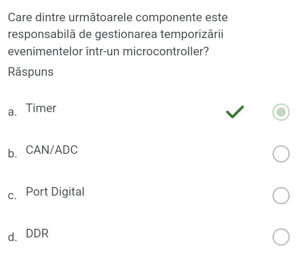 Care dintre următoarele componente este
responsabilă de gestionarea temporizării
evenimentelor într-un microcontroller?
Răspuns
a. Timer
b. CAN/ADC
c. Port Digital
d. DDR